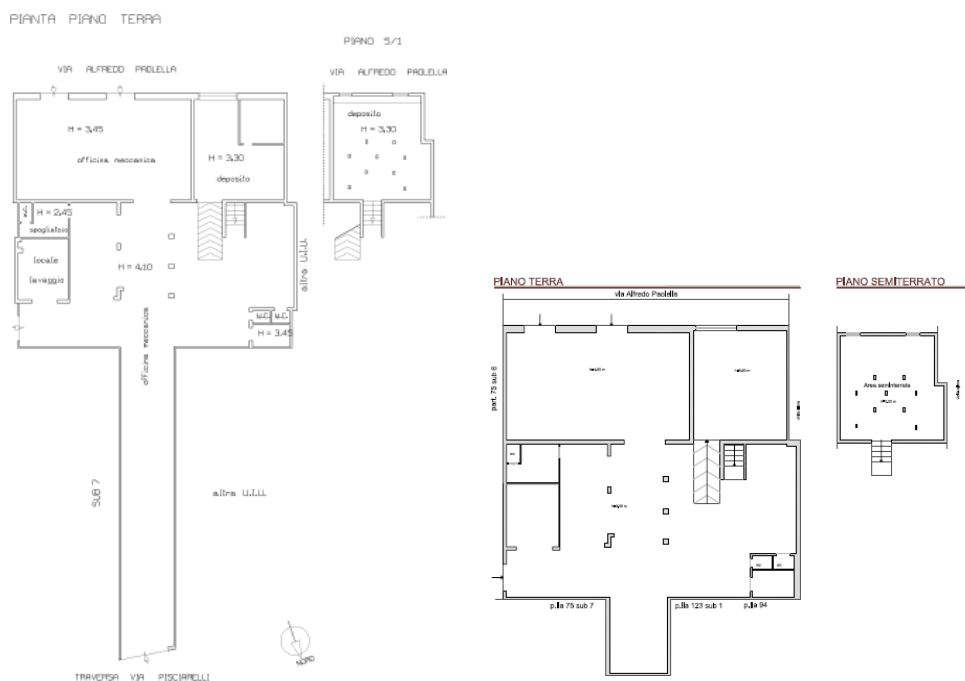 PIANTA PIANO TERRA
PIANO S/1
VIA ALFREDO PAOLELLA
VIA ALFREDO PAOLELLA
deposito
H = 3,30
H = 3,45
officina meccanica
H = 3,30
deposito
W.C.
H = 2,45
spogliatoio
locale
lavaggio
H = 4,10
altra U.I.U.
W.C.
W.C.
H = 3,45
officina meccanica
SUB 7
altra U.I.U.
NORD
TRAVERSA VIA PISCIARELLI
PIANO TERRA
via Alfredo Paolella
part. 75 sub 6
p.lla 75 sub 7
p.lla 123 sub 1
p.lla 94
PIANO SEMITERRATO
Area seminterrata